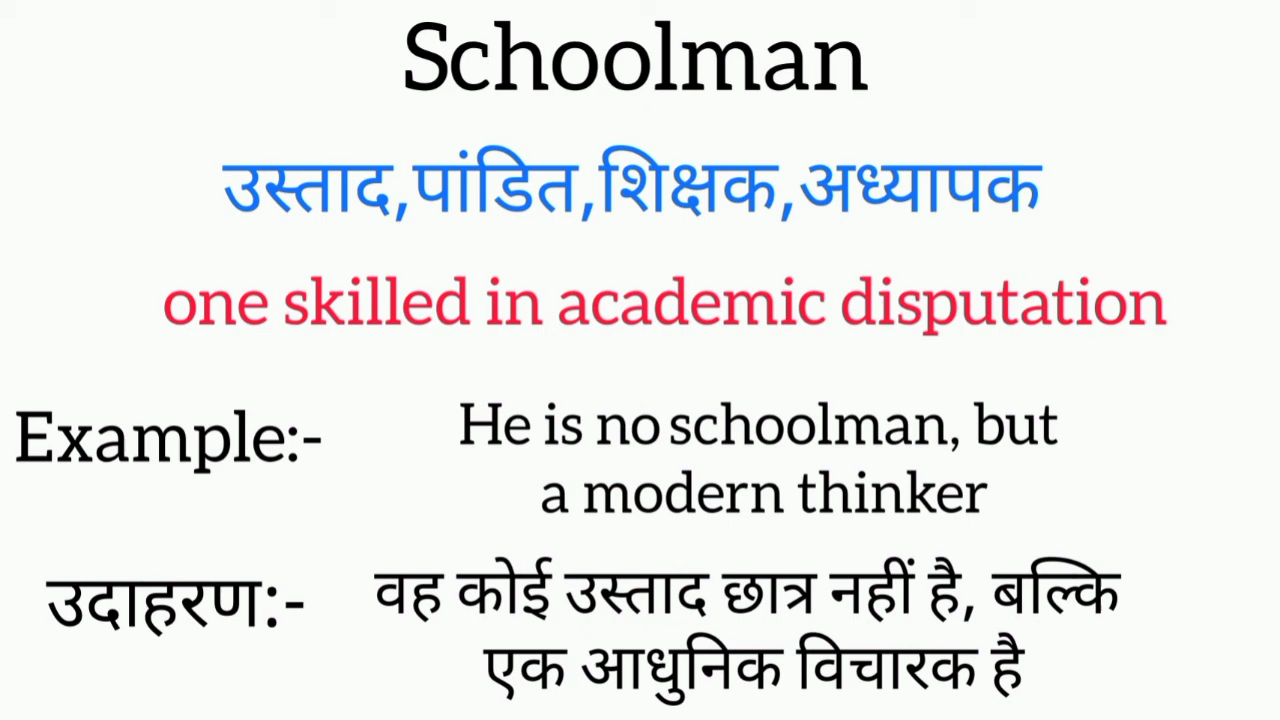 Schoolman
उस्ताद,पांडित,शिक्षक,अध्यापक
one skilled in academic disputation
Example:-
He is no schoolman, but
a modern thinker
उदाहरण:-
वह कोई उस्ताद छात्र नहीं है, बल्कि
एक आधुनिक विचारक है